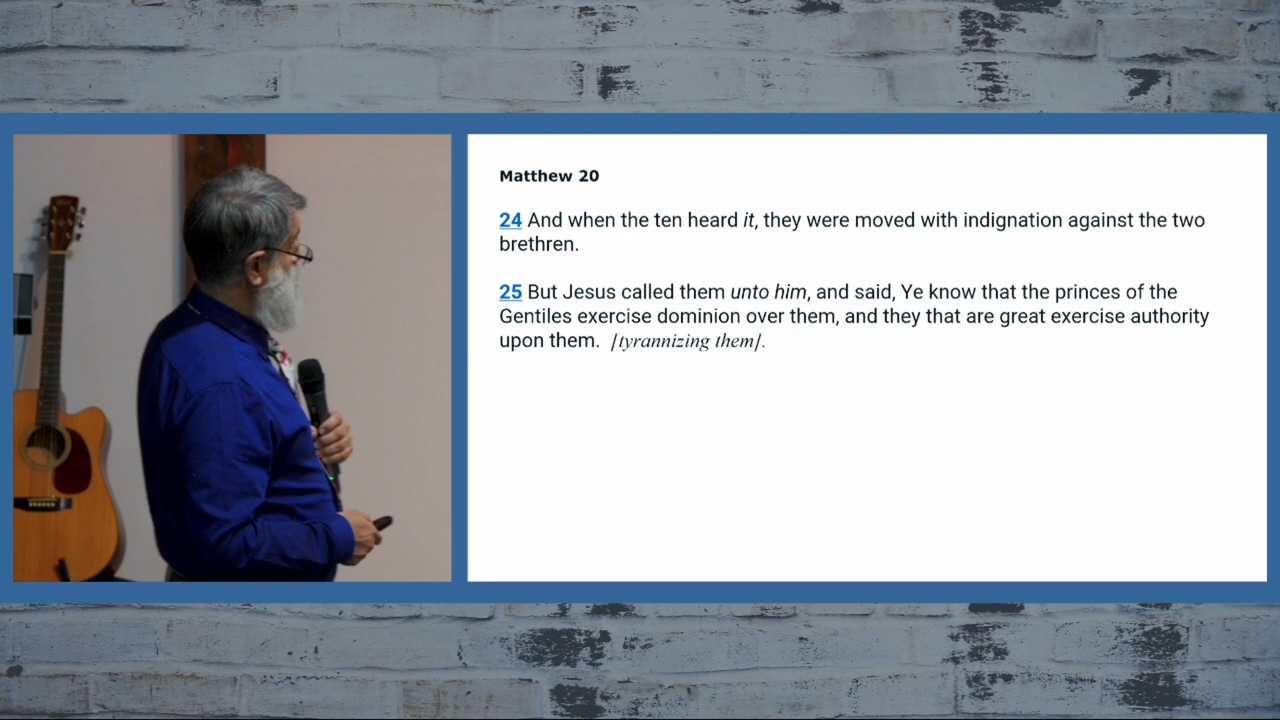 Matthew 20
24 And when the ten heard it, they were moved with indignation against the two
brethren.
25 But Jesus called them unto him, and said, Ye know that the princes of the
Gentiles exercise dominion over them, and they that are great exercise authority
upon them. [tyrannizing them].